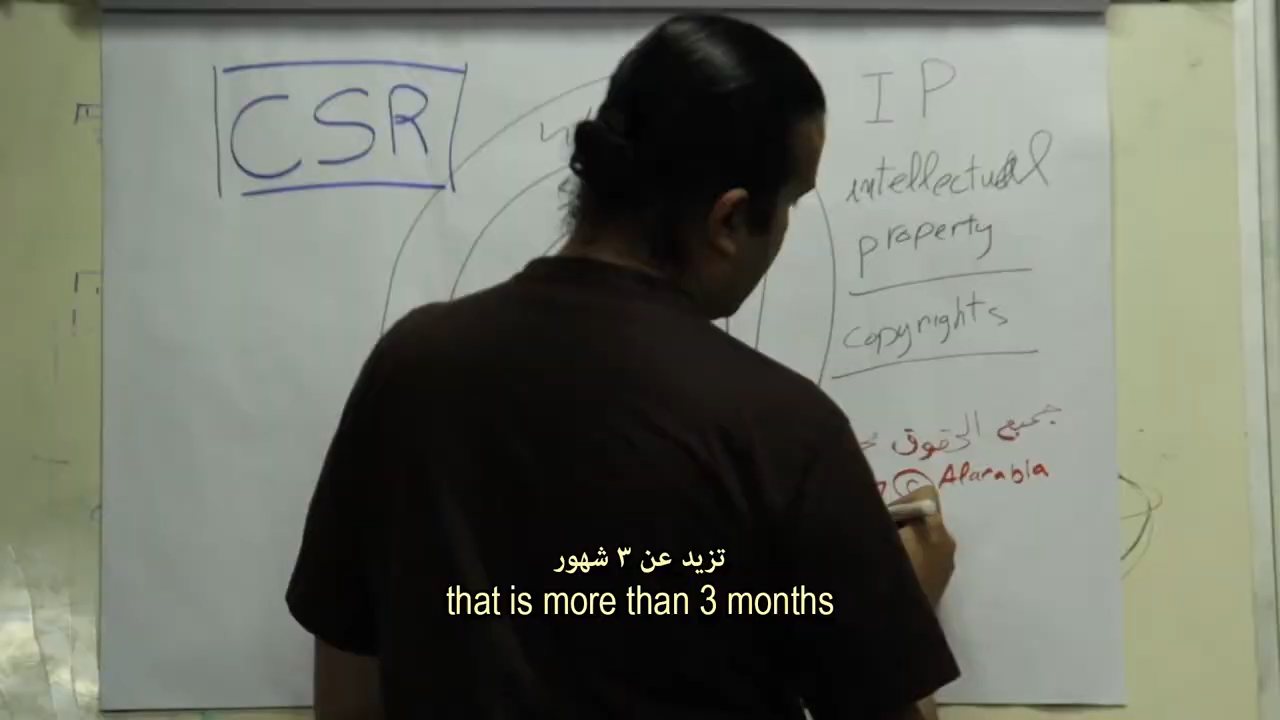 CSR
IP
intellectual
property
copyrights
جميع الحقوق
© Alarabia
تزيد عن ٣ شهور
that is more than 3 months